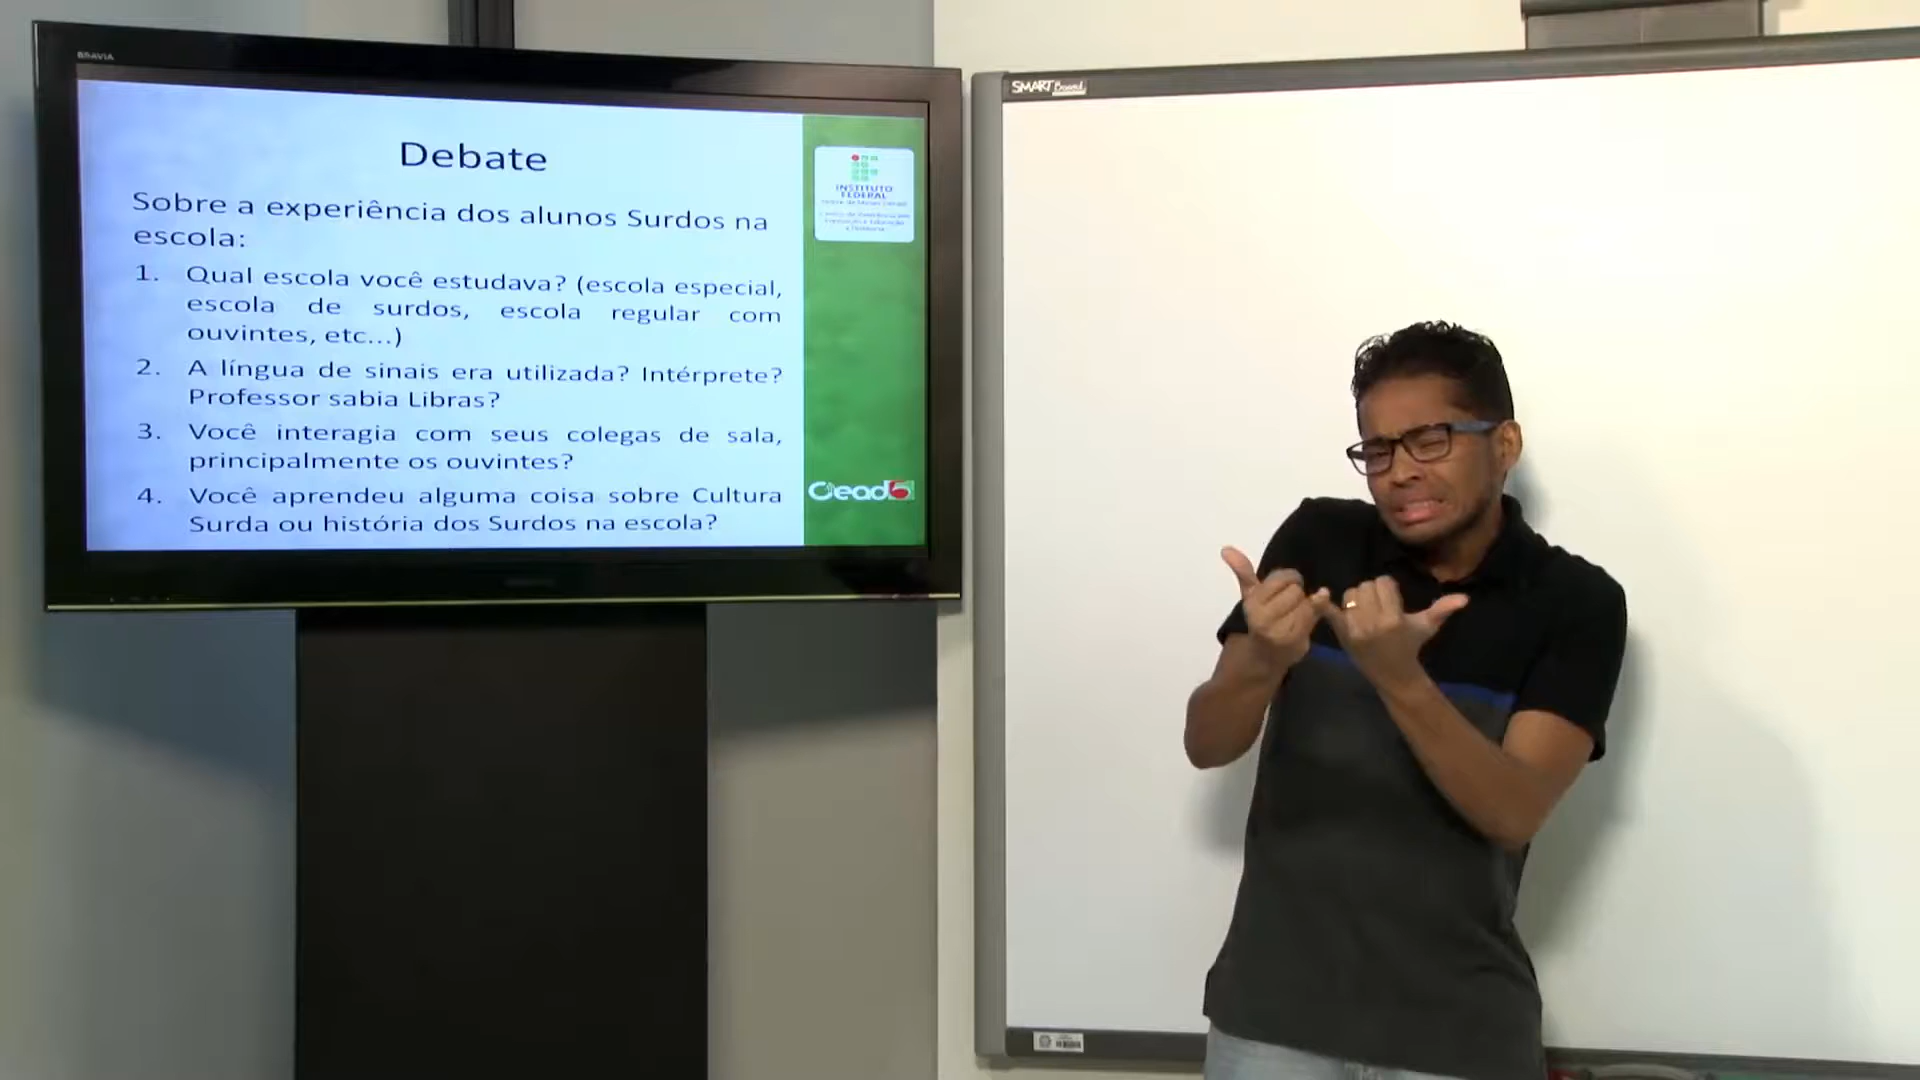 BRAVIA
Debate
Sobre a experiência dos alunos Surdos na
escola:
1. Qual escola você estudava? (escola especial,
escola de surdos, escola regular com
ouvintes, etc...)
2. A língua de sinais era utilizada? Intérprete?
Professor sabia Libras?
3. Você interagia com seus colegas de sala,
principalmente os ouvintes?
4. Você aprendeu alguma coisa sobre Cultura
Surda ou história dos Surdos na escola?
INSTITUTO
FEDERAL
Cead
SMART Board